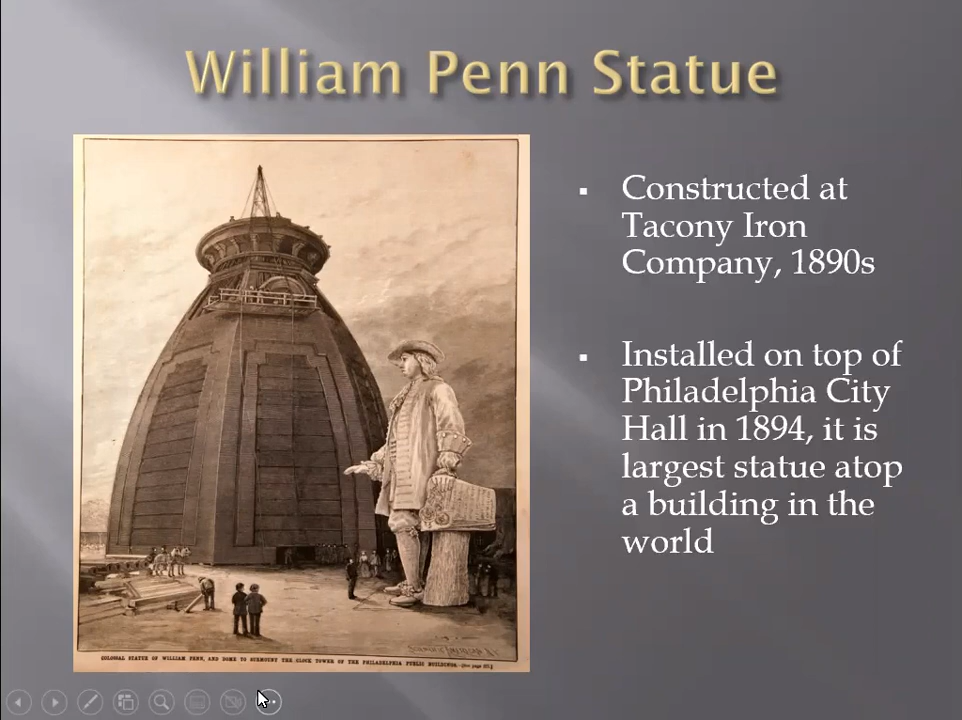 William Penn Statue
Constructed at
Tacony Iron
Company, 1890s
Installed on top of
Philadelphia City
Hall in 1894, it is
largest statue atop
a building in the
world
COLOSSAL STATUE OF WILLIAM PENN, AND DOME TO SURMOUNT THE CLOCK TOWER OF THE PHILADELPHIA PUBLIC BUILDINGS.